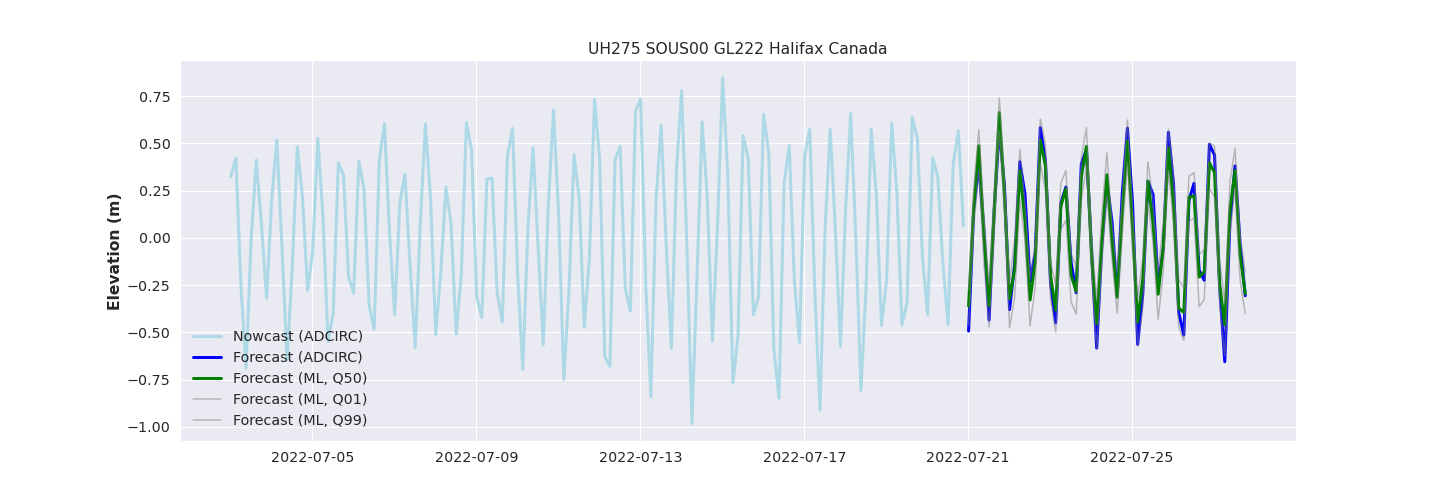 UH275 SOUS00 GL222 Halifax Canada
Elevation (m)
0.75
0.50
0.25
0.00
−0.25
−0.50
−0.75
−1.00
Nowcast (ADCIRC)
Forecast (ADCIRC)
Forecast (ML, Q50)
Forecast (ML, Q01)
Forecast (ML, Q99)
2022-07-05 2022-07-09 2022-07-13 2022-07-17 2022-07-21 2022-07-25